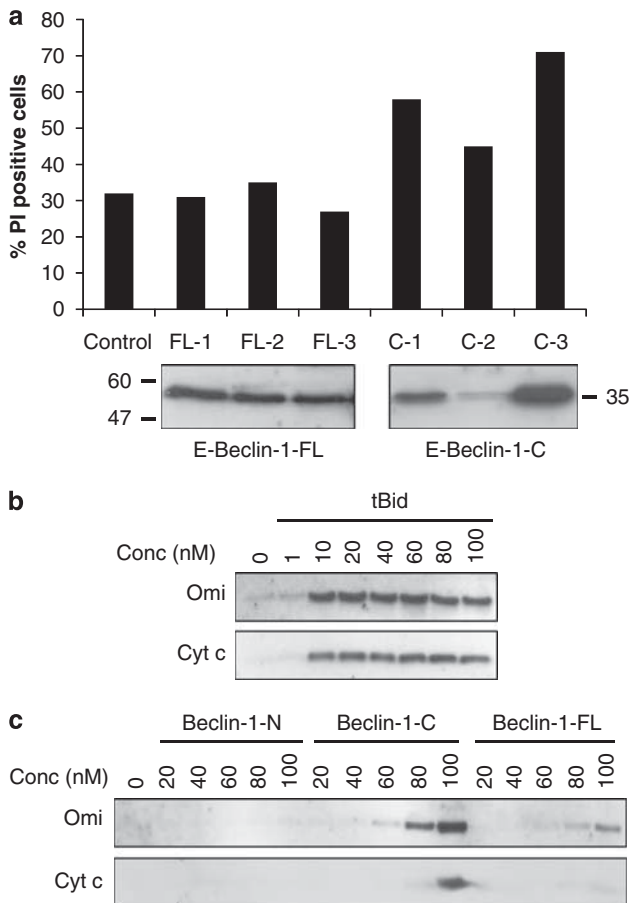 a
% PI positive cells
80
70
60
50
40
30
20
10
0
Control FL-1 FL-2 FL-3 C-1 C-2 C-3
60
47
35
E-Beclin-1-FL E-Beclin-1-C
b
tBid
Conc (nM) 0 1 10 20 40 60 80 100
Omi
Cyt c
c
Beclin-1-N Beclin-1-C Beclin-1-FL
Conc (nM) 0 20 40 60 80 100 20 40 60 80 100 20 40 60 80 100
Omi
Cyt c